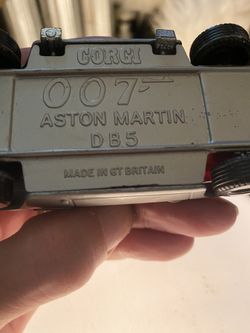 CORGI
007
ASTON MARTIN
DB5
MADE IN GT BRITAIN